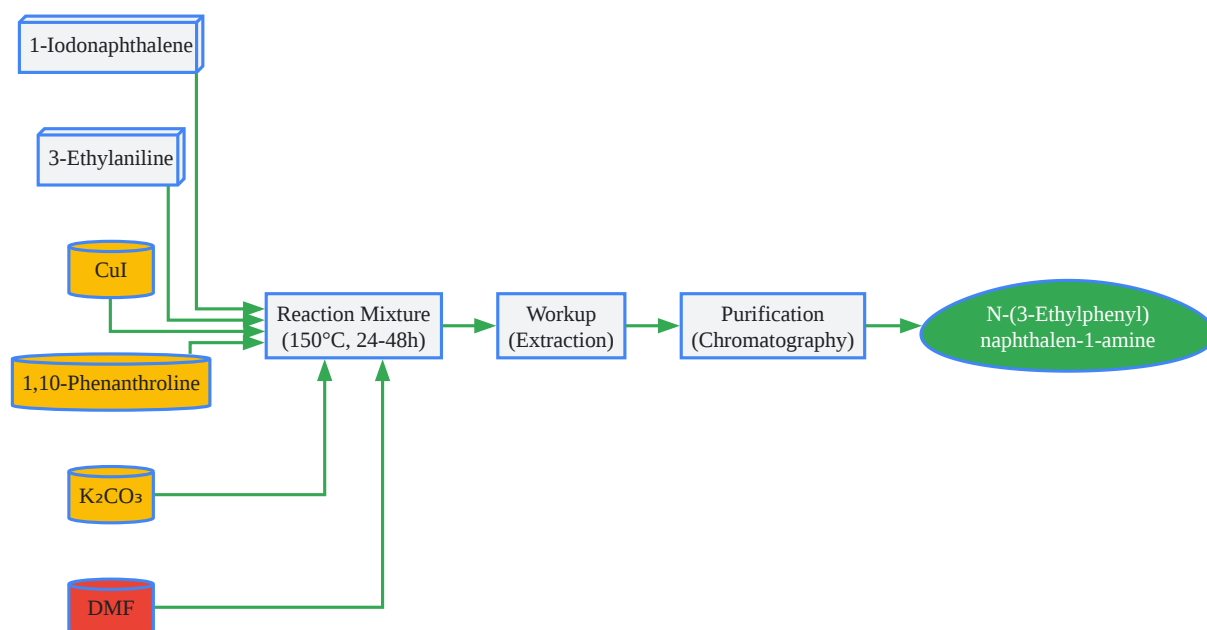 1-Iodonaphthalene
3-Ethylaniline
CuI
1,10-Phenanthroline
K₂CO₃
DMF
Reaction Mixture
(150°C, 24-48h)
Workup
(Extraction)
Purification
(Chromatography)
N-(3-Ethylphenyl)
naphthalen-1-amine